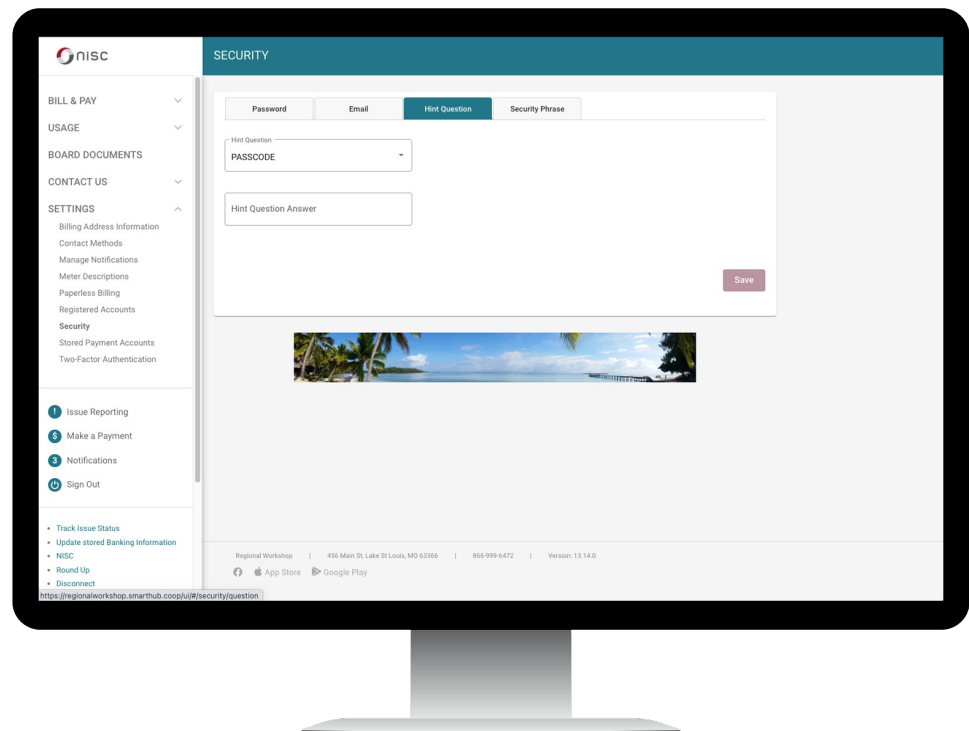 nisc
SECURITY
BILL & PAY
USAGE
BOARD DOCUMENTS
CONTACT US
SETTINGS
Billing Address Information
Contact Methods
Manage Notifications
Meter Descriptions
Paperless Billing
Registered Accounts
Security
Stored Payment Accounts
Two-Factor Authentication
! Issue Reporting
$ Make a Payment
3 Notifications
Sign Out
• Track Issue Status
• Update stored Banking Information
• NISC
• Round Up
• Disconnect
https://regionalworkshop.smarthub.coop/ui/#/security/question
Password Email Hint Question Security Phrase
Hint Question
PASSCODE
Hint Question Answer
Save
Regional Workshop | 456 Main St, Lake St Louis, MO 63366 | 866-999-6472 | Version: 13.14.0
App Store Google Play